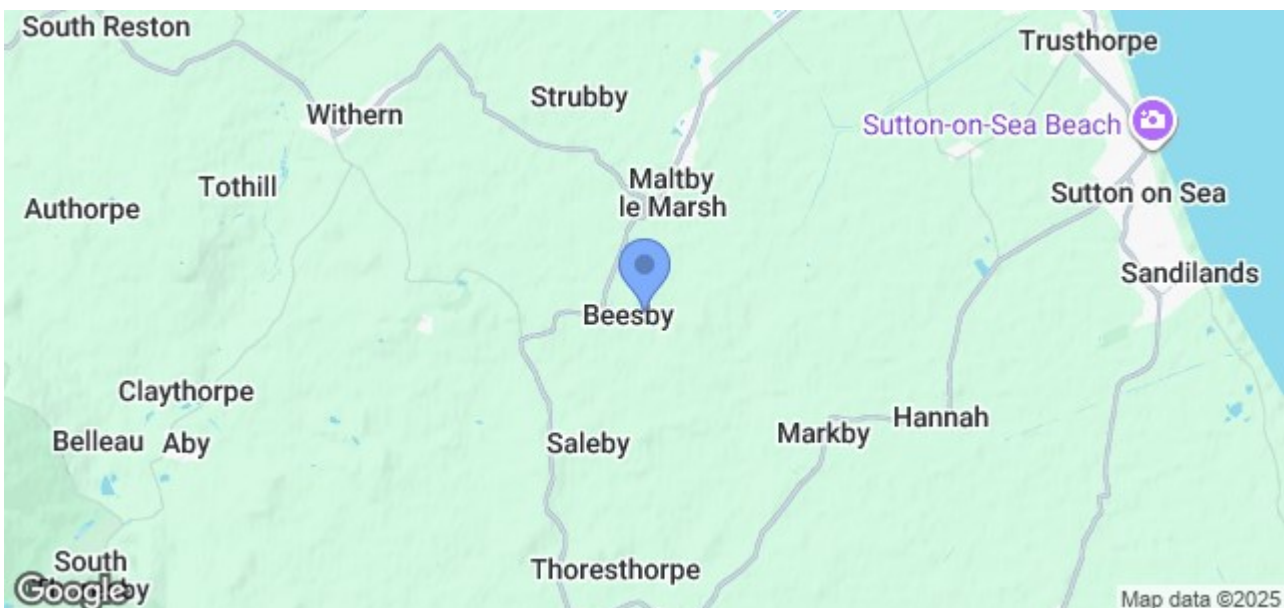 South Reston
Trusthorpe
Strubby
Withern
Sutton-on-Sea Beach
Maltby
le Marsh
Tothill
Sutton on Sea
Authorpe
Sandilands
Beesby
Claythorpe
Hannah
Markby
Belleau
Aby
Saleby
South
Thoresthorpe
Google
Map data ©2025